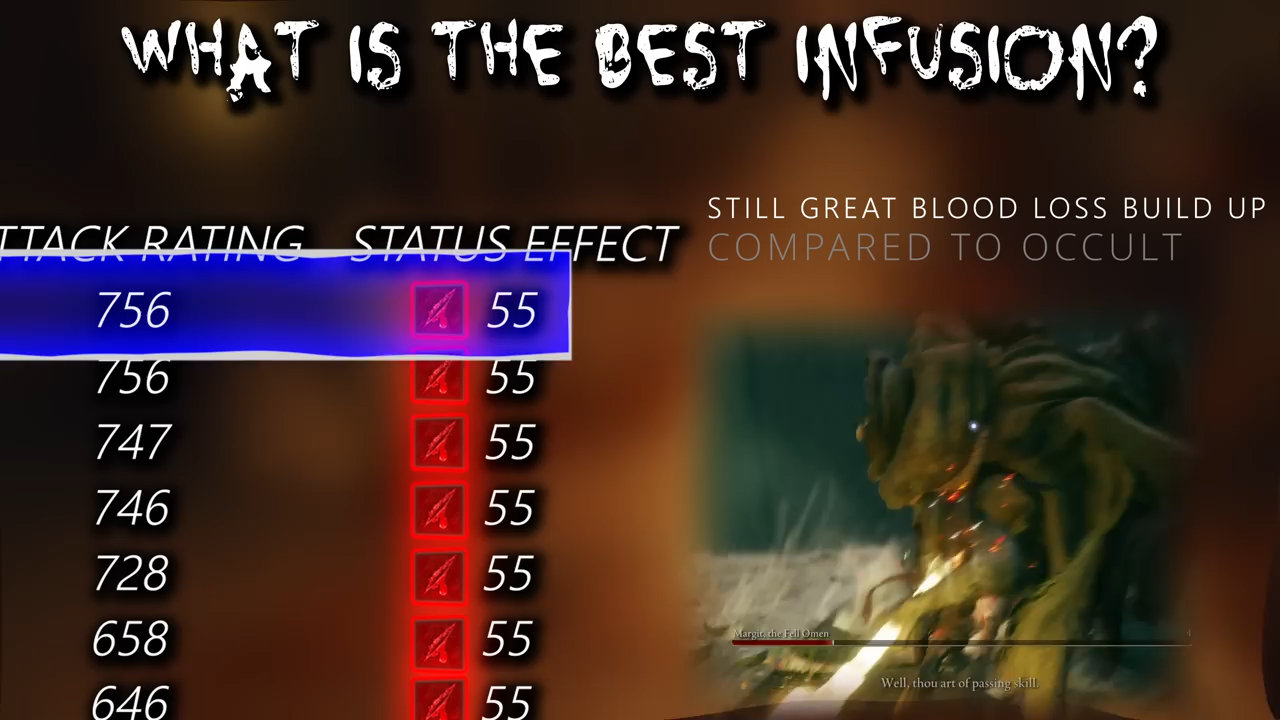 WHAT IS THE BEST INFUSION?
STILL GREAT BLOOD LOSS BUILD UP
COMPARED TO OCCULT
TTACK RATING STATUS EFFECT
756 55
756 55
747 55
746 55
728 55
658 55
646 55
Margit, the Fell Omen
Well, thou art of passing skill.